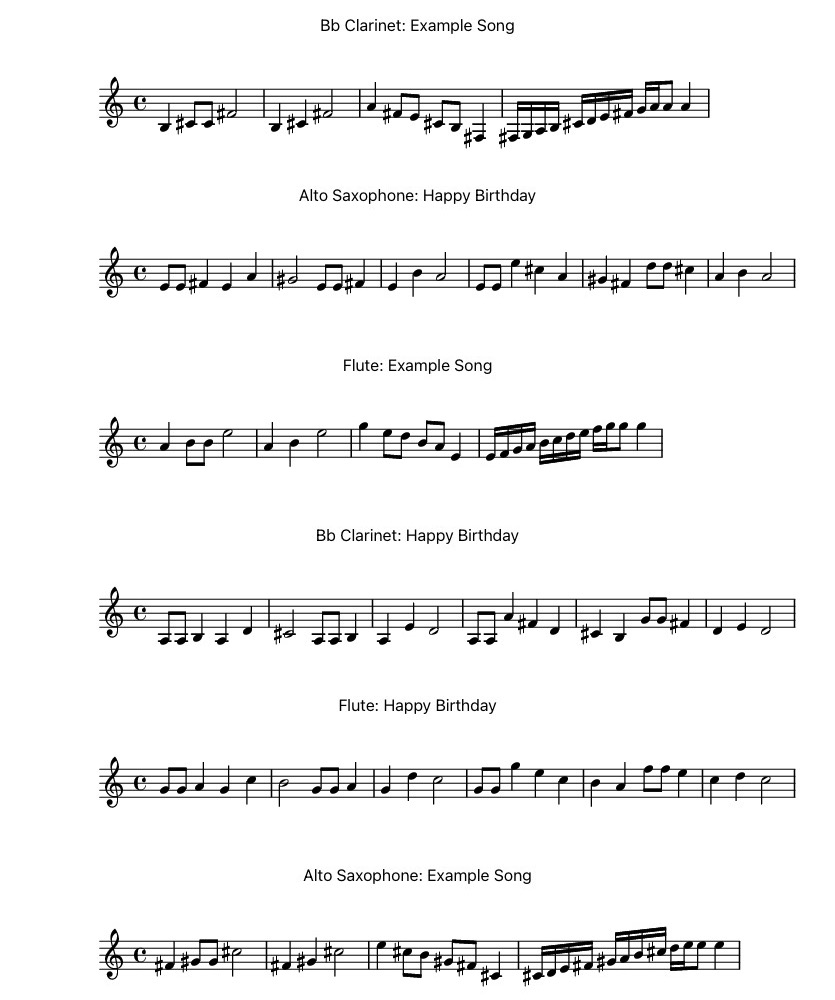 Bb Clarinet: Example Song
Alto Saxophone: Happy Birthday
Flute: Example Song
Bb Clarinet: Happy Birthday
Flute: Happy Birthday
Alto Saxophone: Example Song